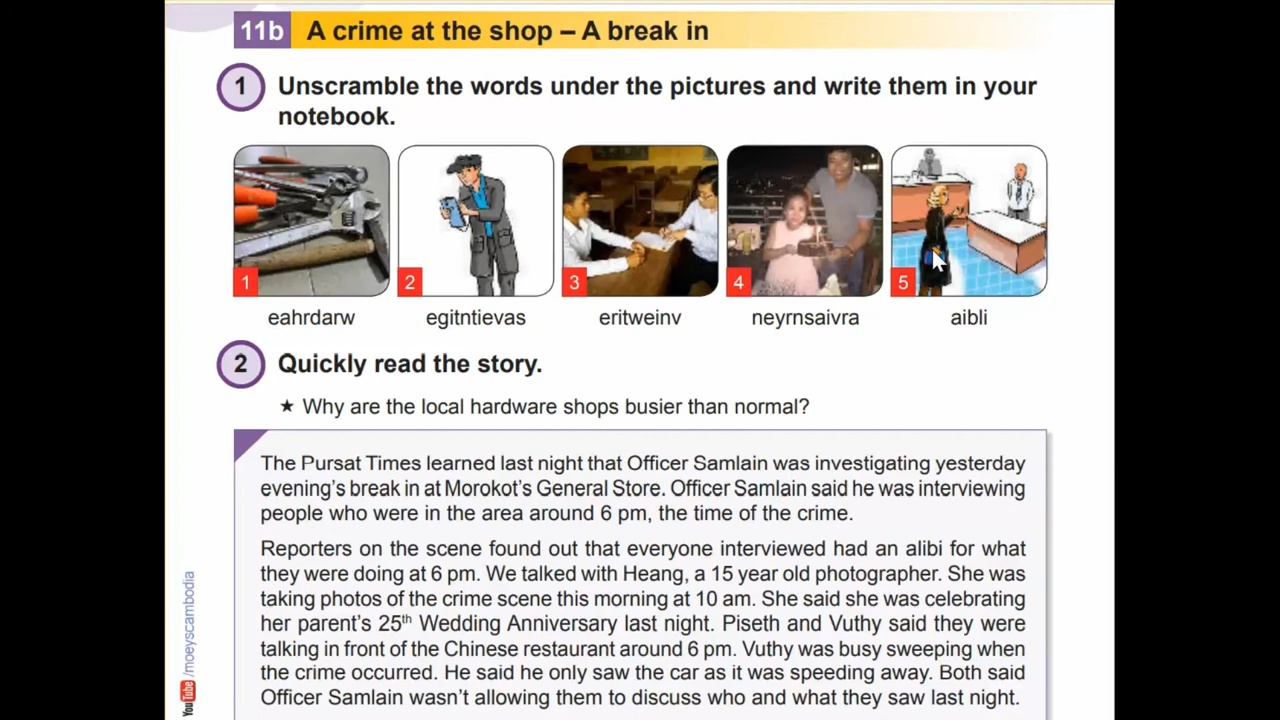 11b A crime at the shop – A break in
1 Unscramble the words under the pictures and write them in your
notebook.
1 2 3 4 5
eahrdarw egitntievas eritweinv neyrnsaivra aibli
2 Quickly read the story.
★ Why are the local hardware shops busier than normal?
The Pursat Times learned last night that Officer Samlain was investigating yesterday
evening's break in at Morokot's General Store. Officer Samlain said he was interviewing
people who were in the area around 6 pm, the time of the crime.
Reporters on the scene found out that everyone interviewed had an alibi for what
they were doing at 6 pm. We talked with Heang, a 15 year old photographer. She was
taking photos of the crime scene this morning at 10 am. She said she was celebrating
her parent's 25th Wedding Anniversary last night. Piseth and Vuthy said they were
talking in front of the Chinese restaurant around 6 pm. Vuthy was busy sweeping when
the crime occurred. He said he only saw the car as it was speeding away. Both said
Officer Samlain wasn't allowing them to discuss who and what they saw last night.
YouTube /moeyscambodia